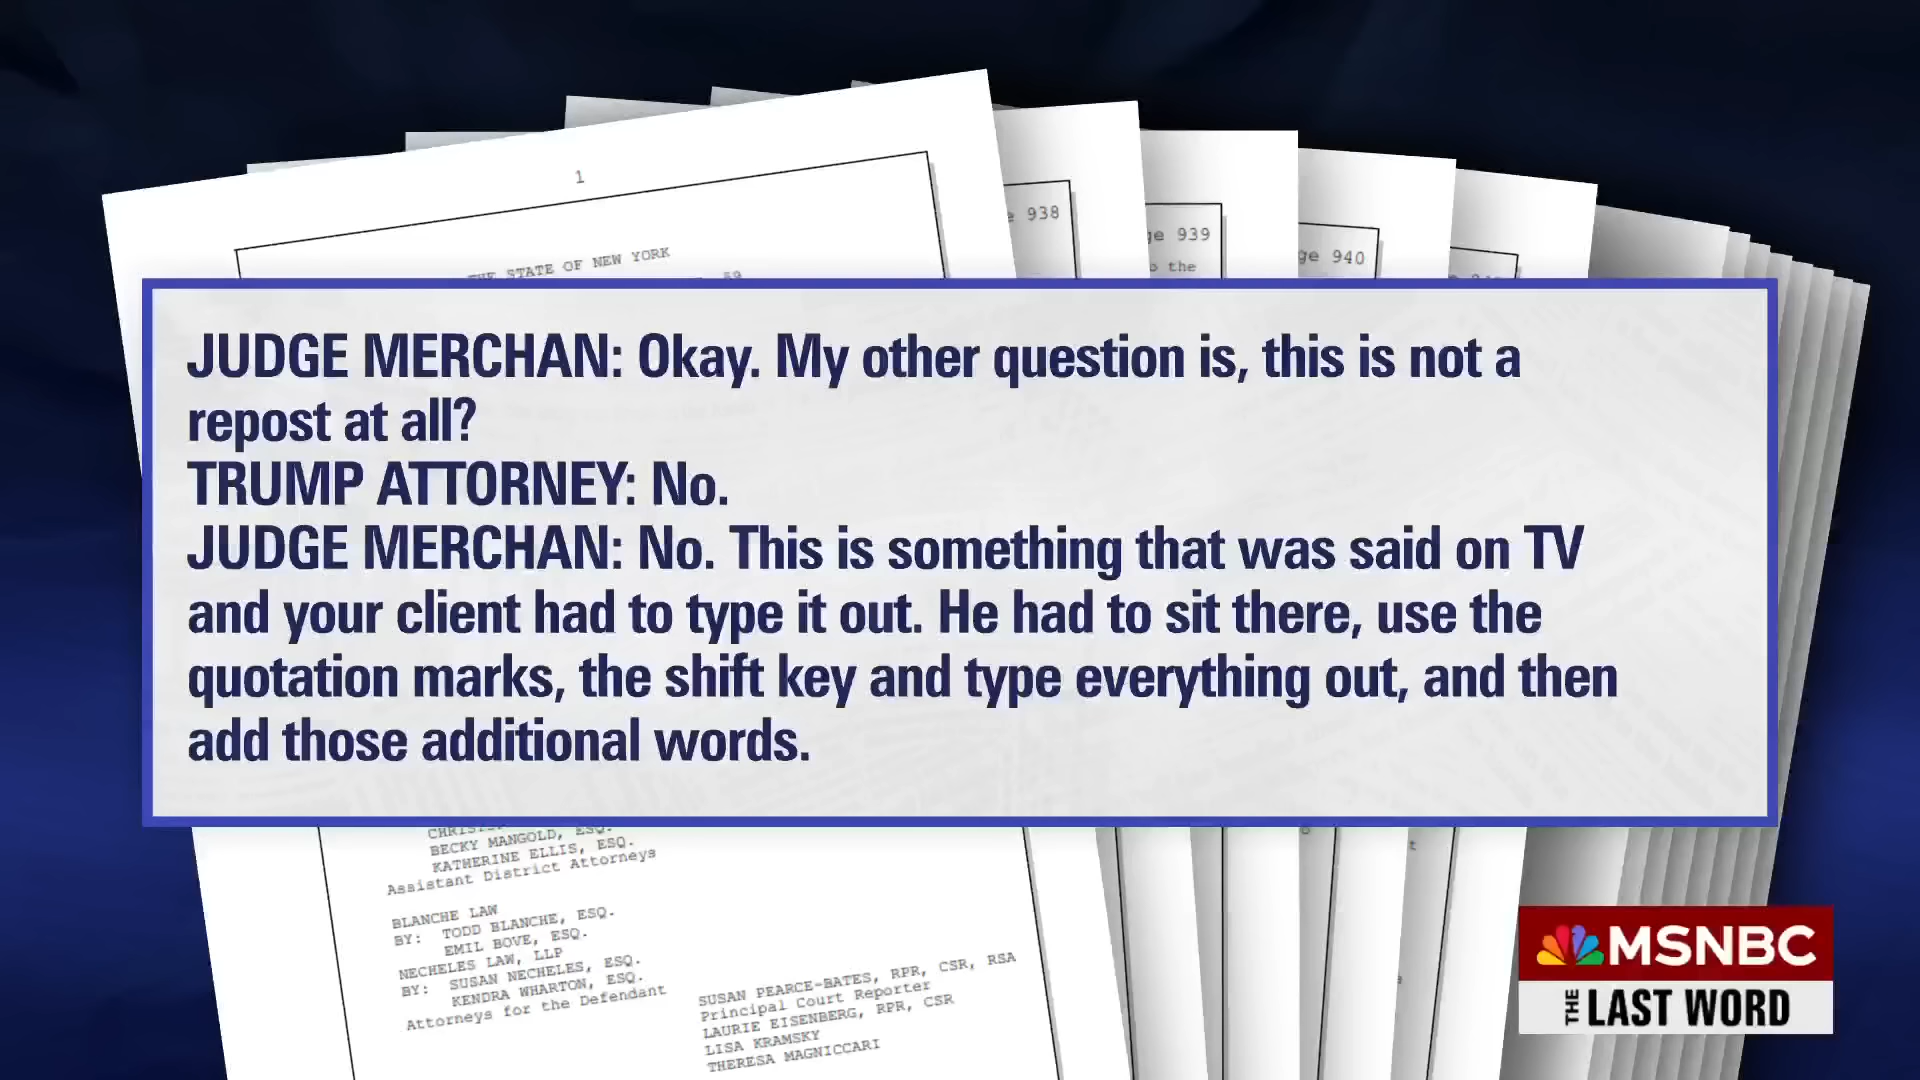 1
THE STATE OF NEW YORK
59
938
ge 939
o the
ge 940
JUDGE MERCHAN: Okay. My other question is, this is not a
repost at all?
TRUMP ATTORNEY: No.
JUDGE MERCHAN: No. This is something that was said on TV
and your client had to type it out. He had to sit there, use the
quotation marks, the shift key and type everything out, and then
add those additional words.
BECKY MANGOLD, ESQ.
KATHERINE ELLIS, ESQ.
Assistant District Attorneys
BLANCHE LAW
BY: TODD BLANCHE, ESQ.
EMIL BOVE, ESQ.
NECHELES LAW, LLP
BY: SUSAN NECHELES, ESQ.
KENDRA WHARTON, ESQ.
Attorneys for the Defendant
SUSAN PEARCE-BATES, RPR, CSR, RSA
Principal Court Reporter
LAURIE EISENBERG, RPR, CSR
LISA KRAMSKY
THERESA MAGNICCARI
MSNBC
THE LAST WORD